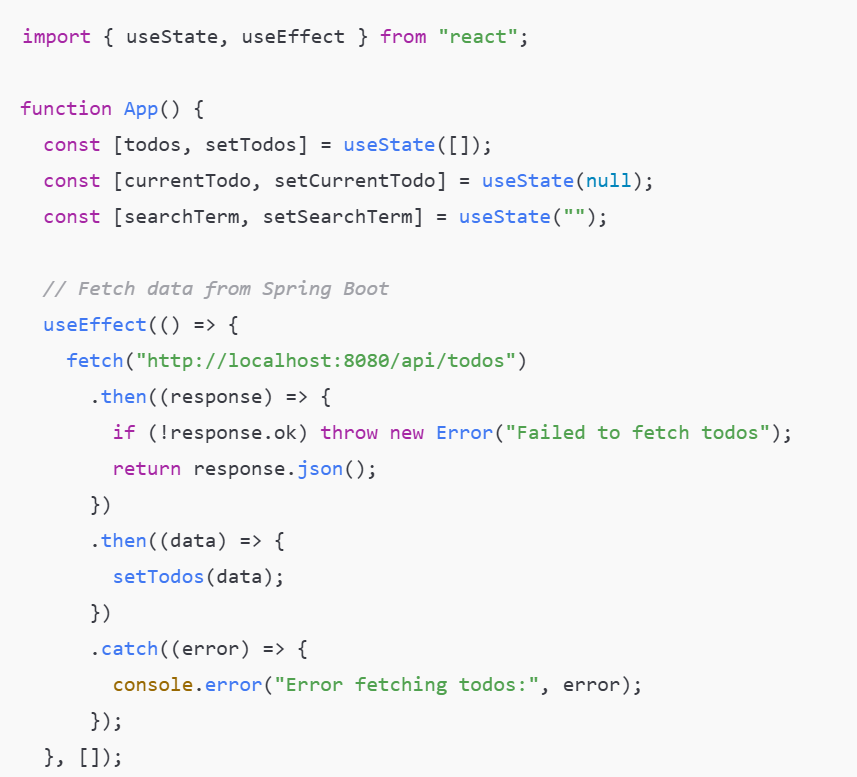 import { useState, useEffect } from "react";
function App() {
const [todos, setTodos] = useState([]);
const [currentTodo, setCurrentTodo] = useState(null);
const [searchTerm, setSearchTerm] = useState("");
// Fetch data from Spring Boot
useEffect(() => {
fetch("http://localhost:8080/api/todos")
.then((response) => {
if (!response.ok) throw new Error("Failed to fetch todos");
return response.json();
})
.then((data) => {
setTodos(data);
})
.catch((error) => {
console.error("Error fetching todos:", error);
});
}, []);